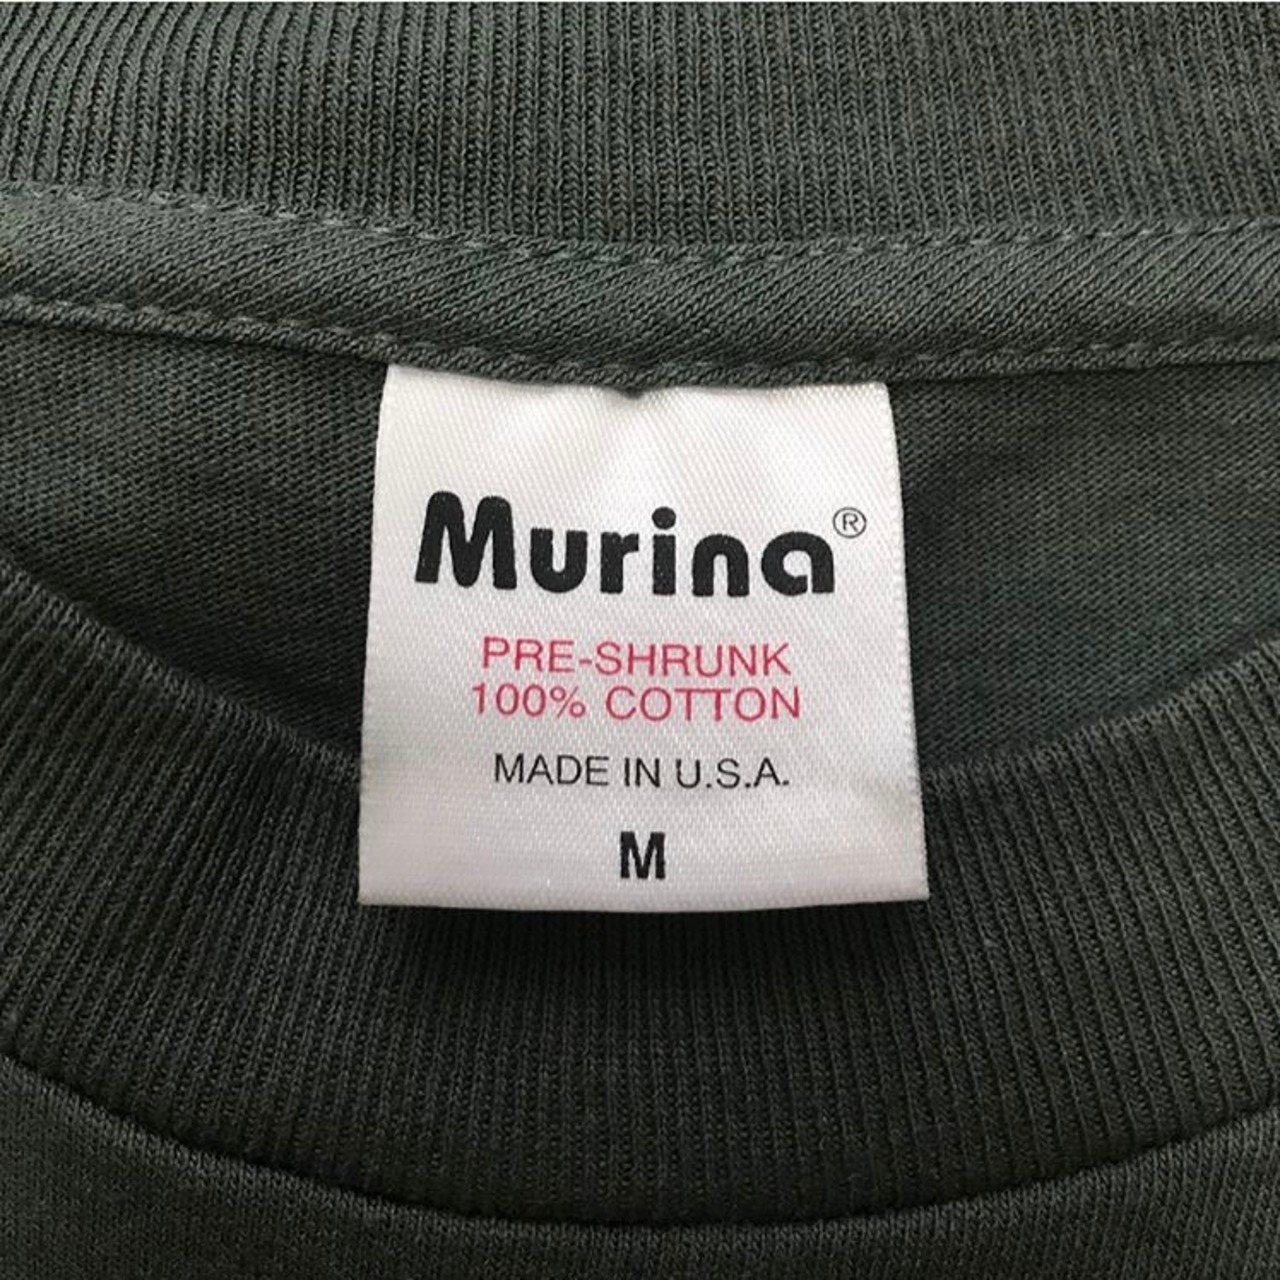 Murina®
PRE-SHRUNK
100% COTTON
MADE IN U.S.A.
M